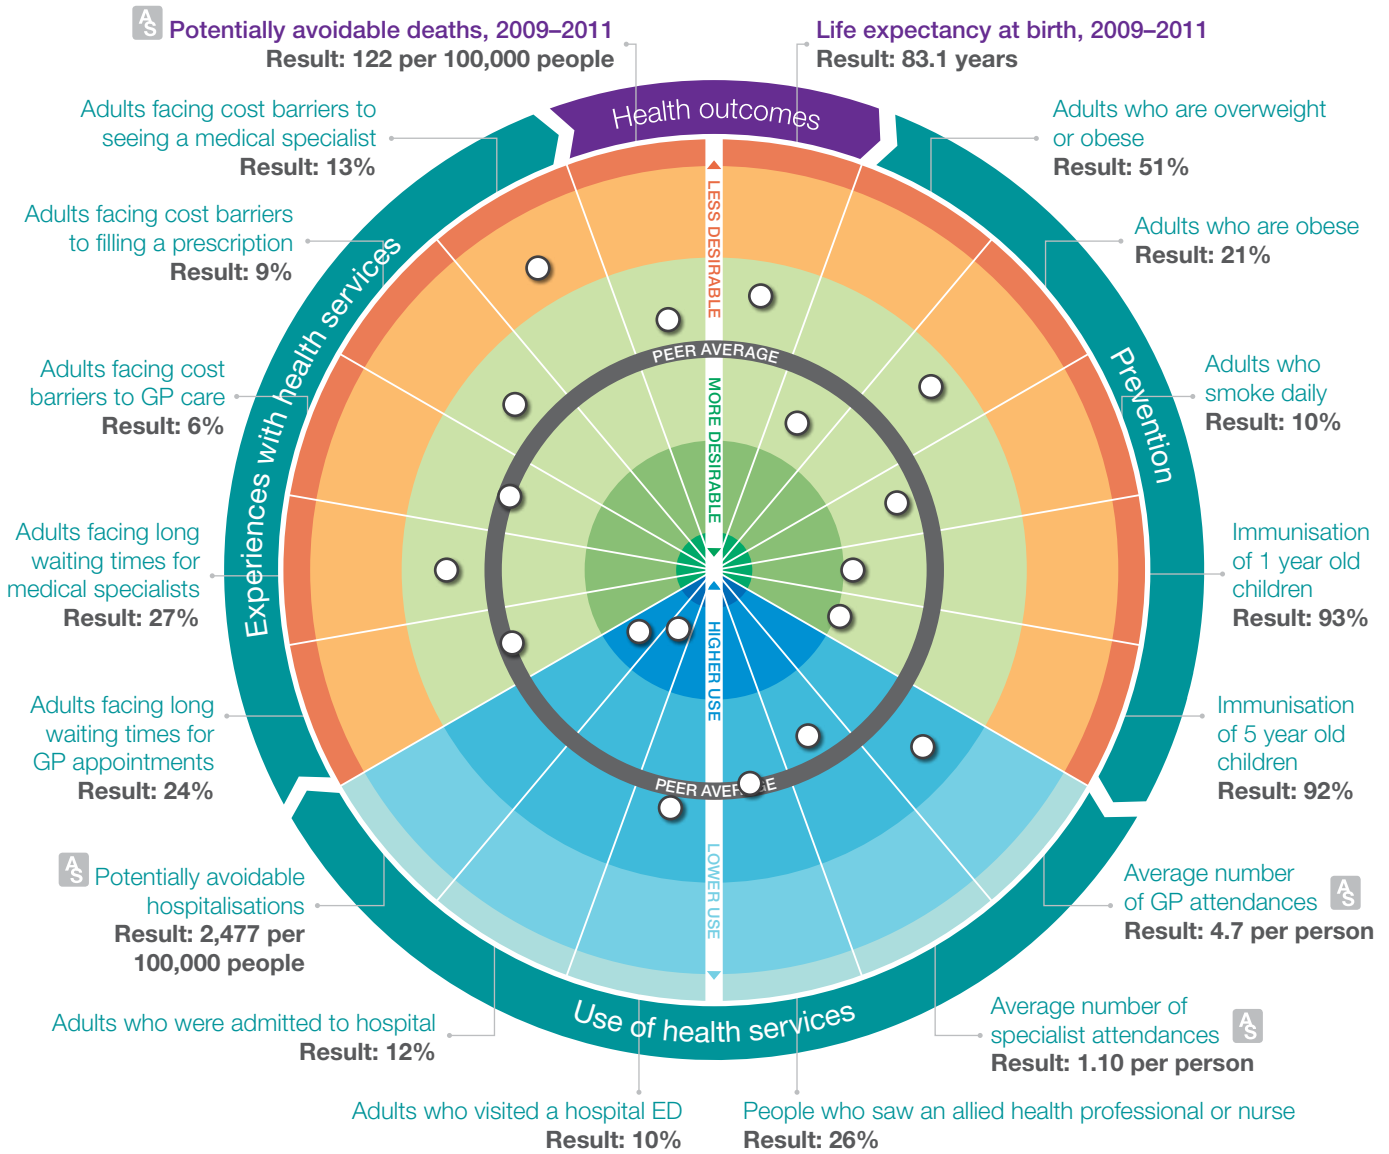 AS Potentially avoidable deaths, 2009–2011
Result: 122 per 100,000 people
Life expectancy at birth, 2009–2011
Result: 83.1 years
Health outcomes
Adults facing cost barriers to
seeing a medical specialist
Result: 13%
Adults who are overweight
or obese
Result: 51%
Adults facing cost barriers
to filling a prescription
Result: 9%
Adults who are obese
Result: 21%
Adults facing cost
barriers to GP care
Result: 6%
Adults who
smoke daily
Result: 10%
Experiences with health services
Prevention
LESS DESIRABLE
PEER AVERAGE
MORE DESIRABLE
HIGHER USE
PEER AVERAGE
LOWER USE
Adults facing long
waiting times for
medical specialists
Result: 27%
Immunisation
of 1 year old
children
Result: 93%
Adults facing long
waiting times for
GP appointments
Result: 24%
Immunisation
of 5 year old
children
Result: 92%
AS Potentially avoidable
hospitalisations
Result: 2,477 per
100,000 people
Average number
of GP attendances AS
Result: 4.7 per person
Use of health services
Adults who were admitted to hospital
Result: 12%
Average number of
specialist attendances AS
Result: 1.10 per person
Adults who visited a hospital ED
Result: 10%
People who saw an allied health professional or nurse
Result: 26%